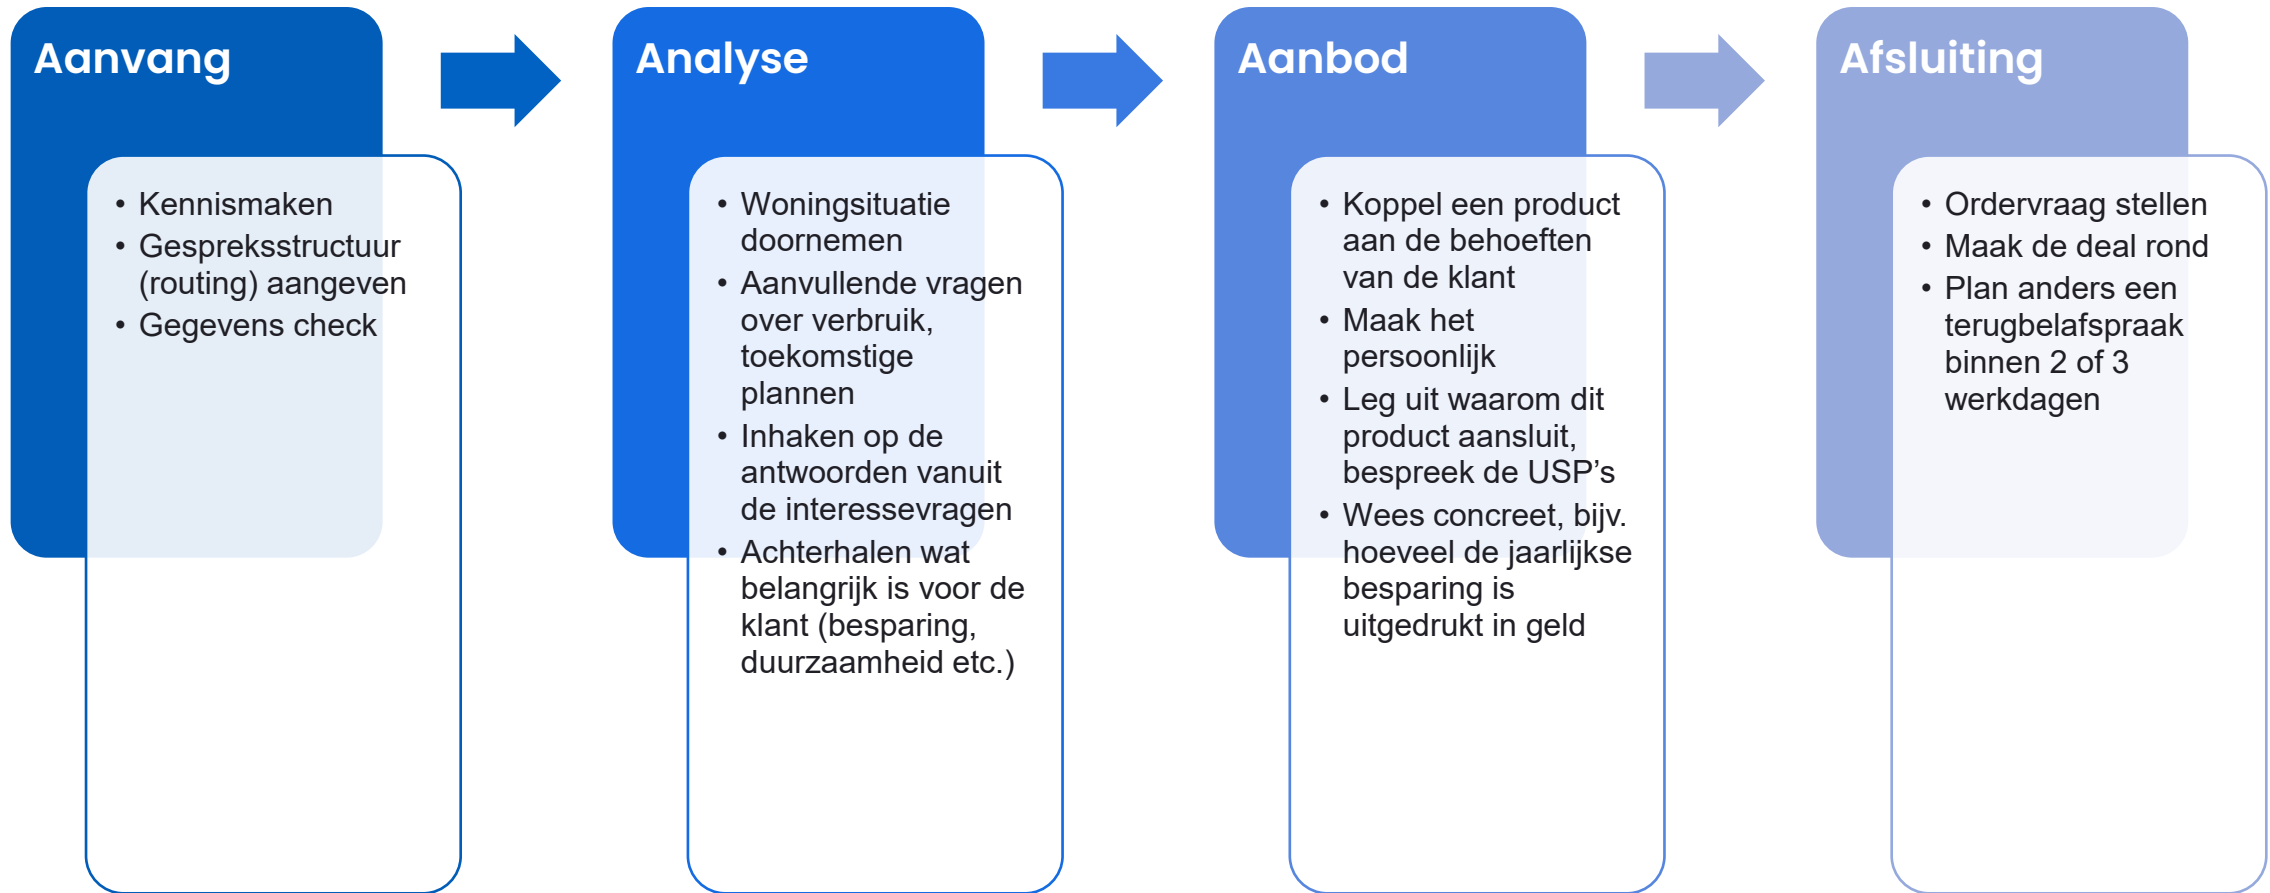 Aanvang
• Kennismaken
• Gespreksstructuur
(routing) aangeven
• Gegevens check
Analyse
• Woningsituatie
doornemen
• Aanvullende vragen
over verbruik,
toekomstige
plannen
• Inhaken op de
antwoorden vanuit
de interessevragen
• Achterhalen wat
belangrijk is voor de
klant (besparing,
duurzaamheid etc.)
Aanbod
• Koppel een product
aan de behoeften
van de klant
• Maak het
persoonlijk
• Leg uit waarom dit
product aansluit,
bespreek de USP’s
• Wees concreet, bijv.
hoeveel de jaarlijkse
besparing is
uitgedrukt in geld
Afsluiting
• Ordervraag stellen
• Maak de deal rond
• Plan anders een
terugbelafspraak
binnen 2 of 3
werkdagen